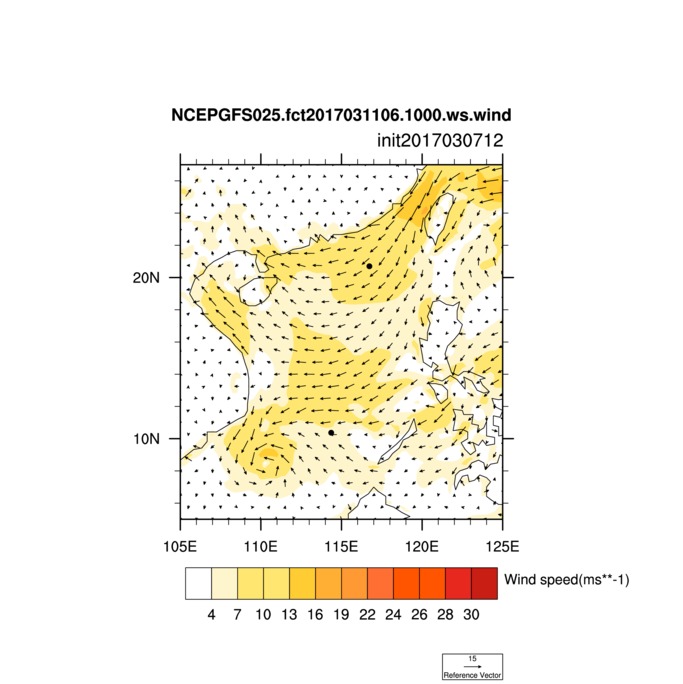 NCEPGFS025.fct2017031106.1000.ws.wind
init2017030712
20N
10N
105E 110E 115E 120E 125E
Wind speed(ms**-1)
4 7 10 13 16 19 22 24 26 28 30
15
Reference Vector